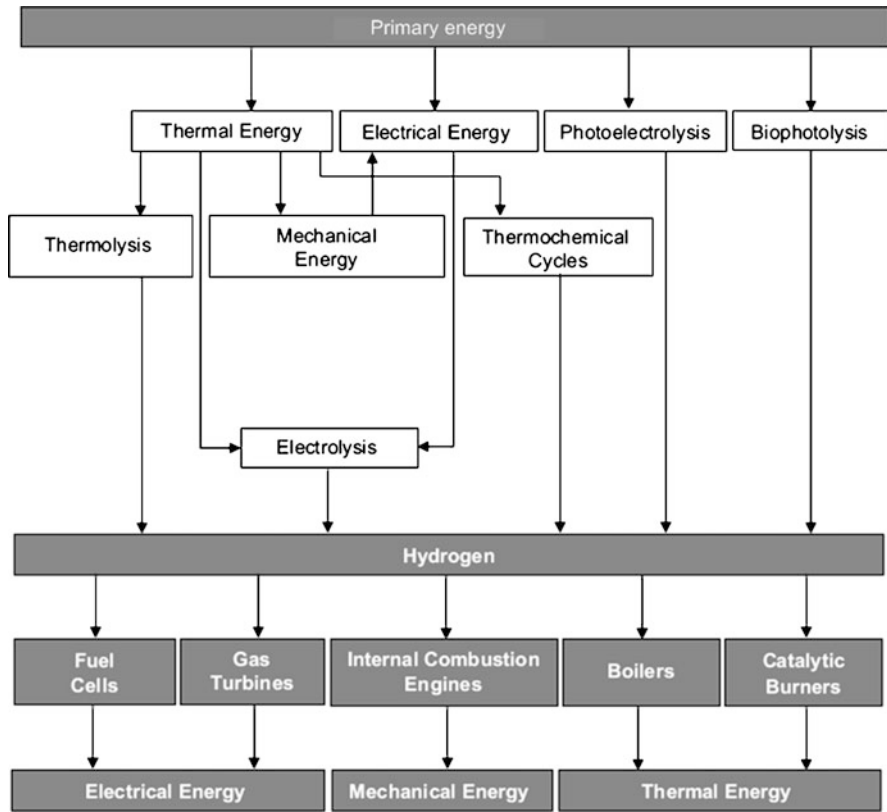 Primary energy
Thermal Energy
Electrical Energy
Photoelectrolysis
Biophotolysis
Thermolysis
Mechanical
Energy
Thermochemical
Cycles
Electrolysis
Hydrogen
Fuel
Cells
Gas
Turbines
Internal Combustion
Engines
Boilers
Catalytic
Burners
Electrical Energy
Mechanical Energy
Thermal Energy